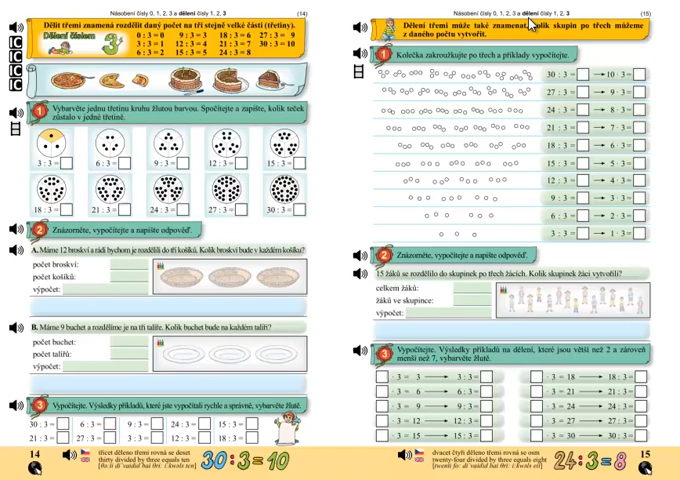 Násobení čísly 0, 1, 2, 3 a dělení čísly 1, 2, 3
(14)
Dělit třemi znamená rozdělit daný počet na tři stejně velké části (třetiny).
Dělení číslem 3
0 : 3 = 0 9 : 3 = 3 18 : 3 = 6 27 : 3 = 9
3 : 3 = 1 12 : 3 = 4 21 : 3 = 7 30 : 3 = 10
6 : 3 = 2 15 : 3 = 5 24 : 3 = 8
1 Vybarvěte jednu třetinu kruhu žlutou barvou. Spočítejte a zapište, kolik teček
zůstalo v jedné třetině.
3 : 3 = 6 : 3 = 9 : 3 = 12 : 3 = 15 : 3 =
18 : 3 = 21 : 3 = 24 : 3 = 27 : 3 = 30 : 3 =
2 Znázorněte, vypočítejte a napište odpověď.
A. Máme 12 broskví a rádi bychom je rozdělili do tří košíků. Kolik broskví bude v každém košíku?
počet broskví:
počet košíků:
výpočet:
B. Máme 9 buchet a rozdělíme je na tři talíře. Kolik buchet bude na každém talíři?
počet buchet:
počet talířů:
výpočet:
3 Vypočítejte. Výsledky příkladů, které jste vypočítali rychle a správně, vybarvěte žlutě.
30 : 3 = 6 : 3 = 9 : 3 = 24 : 3 = 15 : 3 =
21 : 3 = 27 : 3 = 3 : 3 = 12 : 3 = 18 : 3 =
14
třicet děleno třemi rovná se deset
thirty divided by three equals ten
30 : 3 = 10
Násobení čísly 0, 1, 2, 3 a dělení čísly 1, 2, 3
(15)
Dělení třemi může také znamenat, kolik skupin po třech můžeme
z daného počtu vytvořit.
1 Kolečka zakroužkujte po třech a příklady vypočítejte.
30 : 3 = 10 · 3 =
27 : 3 = 9 · 3 =
24 : 3 = 8 · 3 =
21 : 3 = 7 · 3 =
18 : 3 = 6 · 3 =
15 : 3 = 5 · 3 =
12 : 3 = 4 · 3 =
9 : 3 = 3 · 3 =
6 : 3 = 2 · 3 =
3 : 3 = 1 · 3 =
2 Znázorněte, vypočítejte a napište odpověď.
15 žáků se rozdělilo do skupinek po třech žácích. Kolik skupinek žáci vytvořili?
celkem žáků:
žáků ve skupince:
výpočet:
3 Vypočítejte. Výsledky příkladů na dělení, které jsou větší než 2 a zároveň
menší než 7, vybarvěte žlutě.
· 3 = 3 3 : 3 = · 3 = 18 18 : 3 =
· 3 = 6 6 : 3 = · 3 = 21 21 : 3 =
· 3 = 9 9 : 3 = · 3 = 24 24 : 3 =
· 3 = 12 12 : 3 = · 3 = 27 27 : 3 =
· 3 = 15 15 : 3 = · 3 = 30 30 : 3 =
dvacet čtyři děleno třemi rovná se osm
twenty-four divided by three equals eight
24 : 3 = 8
15